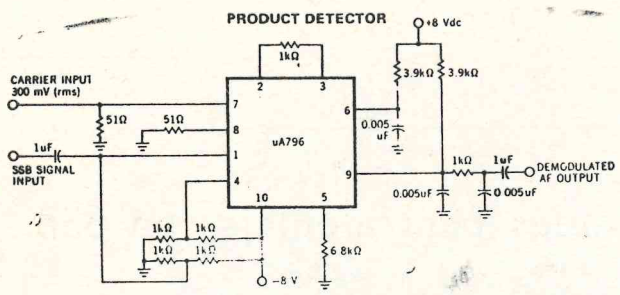 PRODUCT DETECTOR
+8 Vdc
1kΩ
3.9kΩ 3.9kΩ
CARRIER INPUT
300 mV (rms)
2 3
7
6
51Ω
51Ω
8
0.005
uF
uA796
1uF
1
SSB SIGNAL
INPUT
4
9
1kΩ
1uF
DEMODULATED
AF OUTPUT
10 5
0.005uF
0.005uF
1kΩ 1kΩ
1kΩ 1kΩ
6.8kΩ
-8 V